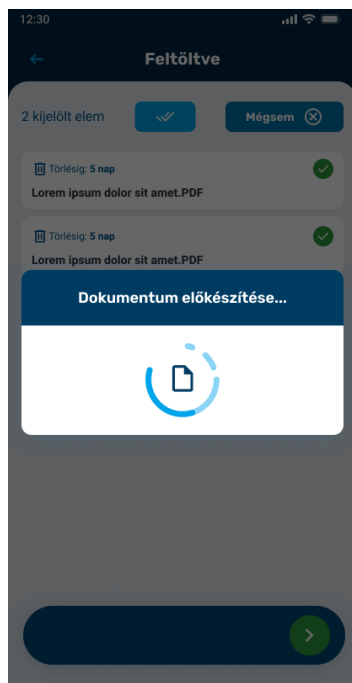 12:30
Feltöltve
2 kijelölt elem
Mégsem
Törlésig: 5 nap
Lorem ipsum dolor sit amet.PDF
Törlésig: 5 nap
Lorem ipsum dolor sit amet.PDF
Dokumentum előkészítése...